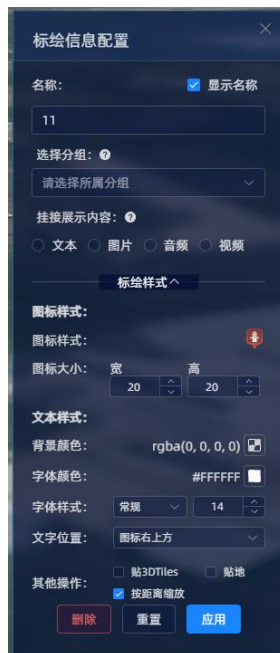 标绘信息配置
名称：
显示名称
11
选择分组：
请选择所属分组
挂接展示内容：
文本 图片 音频 视频
标绘样式
图标样式：
图标样式：
图标大小： 宽 高
20 20
文本样式：
背景颜色： rgba(0, 0, 0, 0)
字体颜色： #FFFFFF
字体样式： 常规 14
文字位置： 图标右上方
其他操作： 贴3DTiles 贴地
按距离缩放
删除 重置 应用